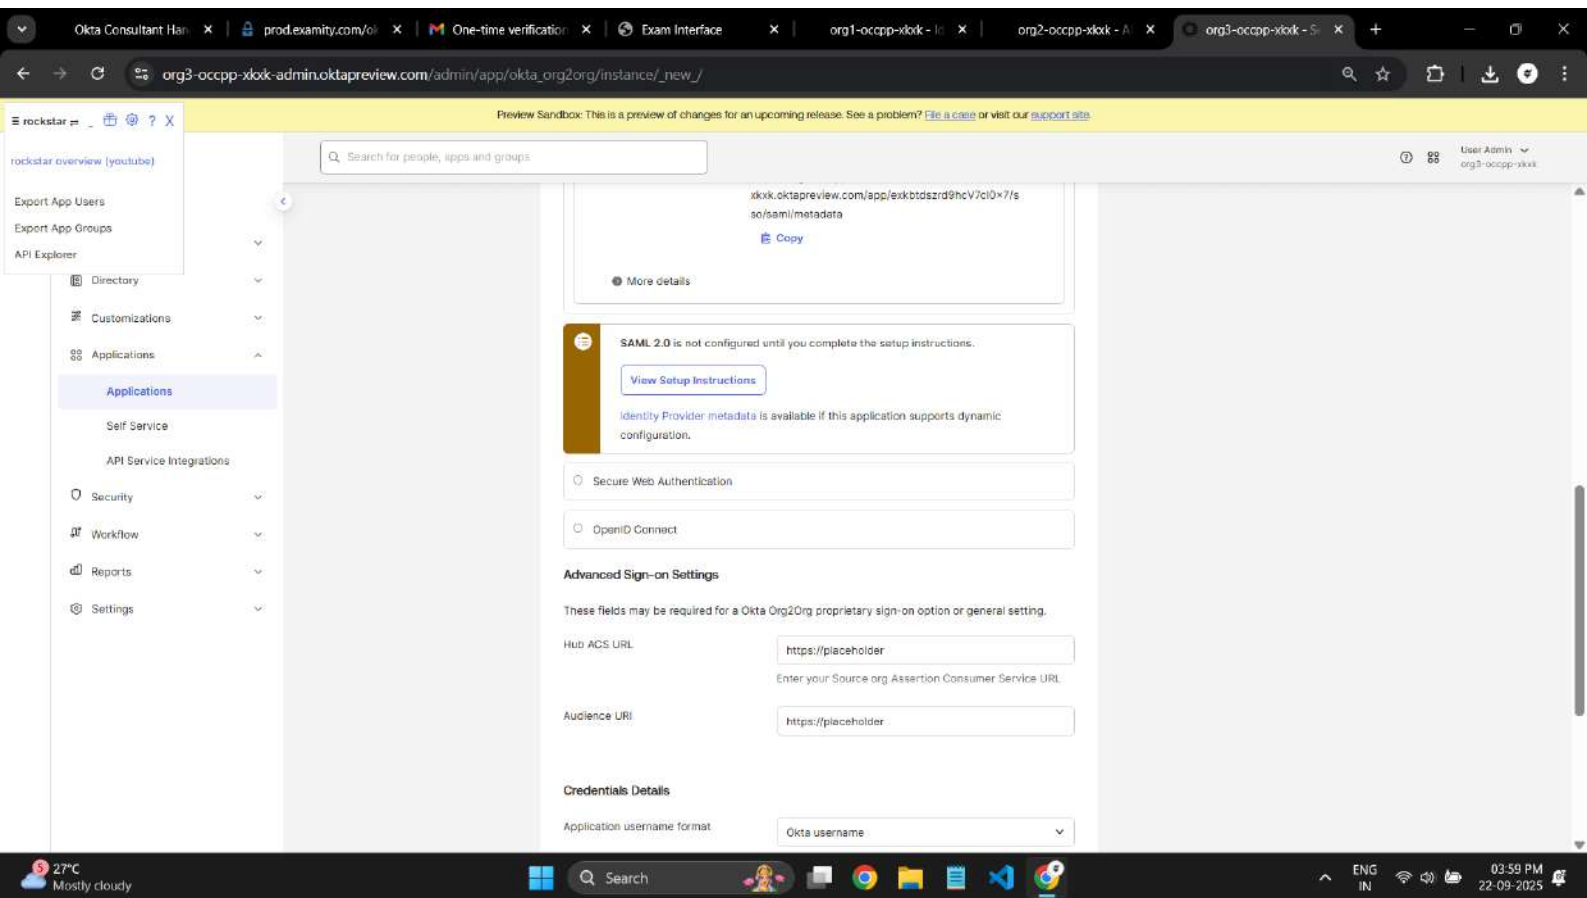 Okta Consultant Han
prod.examity.com/ok
One-time verification
Exam Interface
org1-occpp-xkxk - Id
org2-occpp-xkxk - A
org3-occpp-xkxk - S
org3-occpp-xkxk-admin.oktapreview.com/admin/app/okta_org2org/instance/_new_/
Preview Sandbox: This is a preview of changes for an upcoming release. See a problem? File a case or visit our support site.
rockstar
? X
rockstar overview (youtube)
Export App Users
Export App Groups
API Explorer
Search for people, apps and groups
User Admin
org3-occpp-xkxk
Directory
Customizations
Applications
Applications
Self Service
API Service Integrations
Security
Workflow
Reports
Settings
xkxk.oktapreview.com/app/exkbtdszrd9hcV7cI0x7/s
so/saml/metadata
Copy
More details
SAML 2.0 is not configured until you complete the setup instructions.
View Setup Instructions
Identity Provider metadata is available if this application supports dynamic
configuration.
Secure Web Authentication
OpenID Connect
Advanced Sign-on Settings
These fields may be required for a Okta Org2Org proprietary sign-on option or general setting.
Hub ACS URL
https://placeholder
Enter your Source org Assertion Consumer Service URL
Audience URI
https://placeholder
Credentials Details
Application username format
Okta username
5
27°C
Mostly cloudy
Search
ENG
IN
03:59 PM
22-09-2025